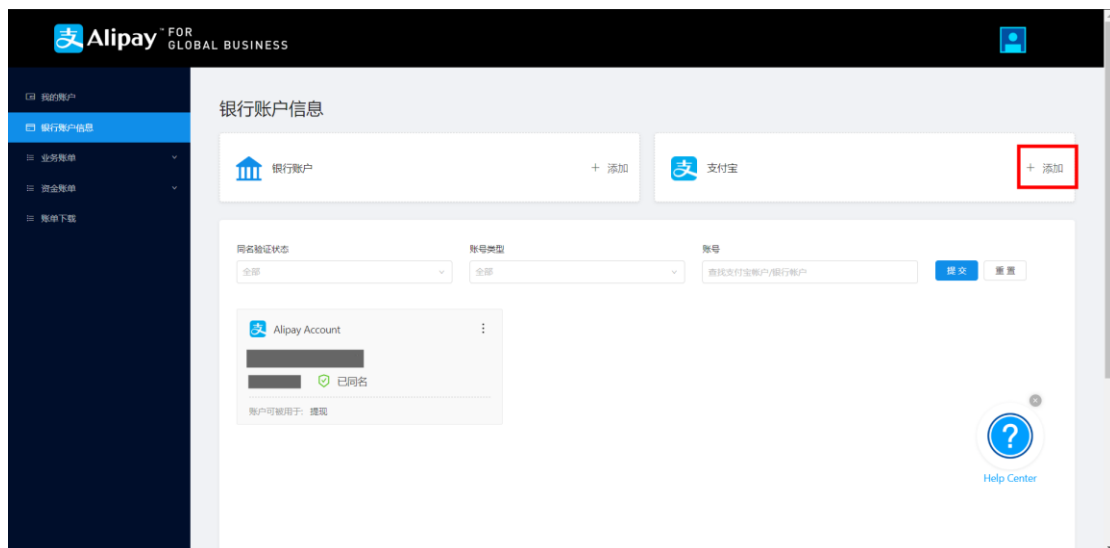 支 Alipay™ FOR GLOBAL BUSINESS
我的账户
银行账户信息
业务账单
资金账单
账单下载
银行账户信息
银行账户 + 添加
支 支付宝 + 添加
同名验证状态 账号类型 账号
全部 全部 查找支付宝账户/银行账户 提交 重置
支 Alipay Account
已同名
账户可被用于: 提现
?
Help Center